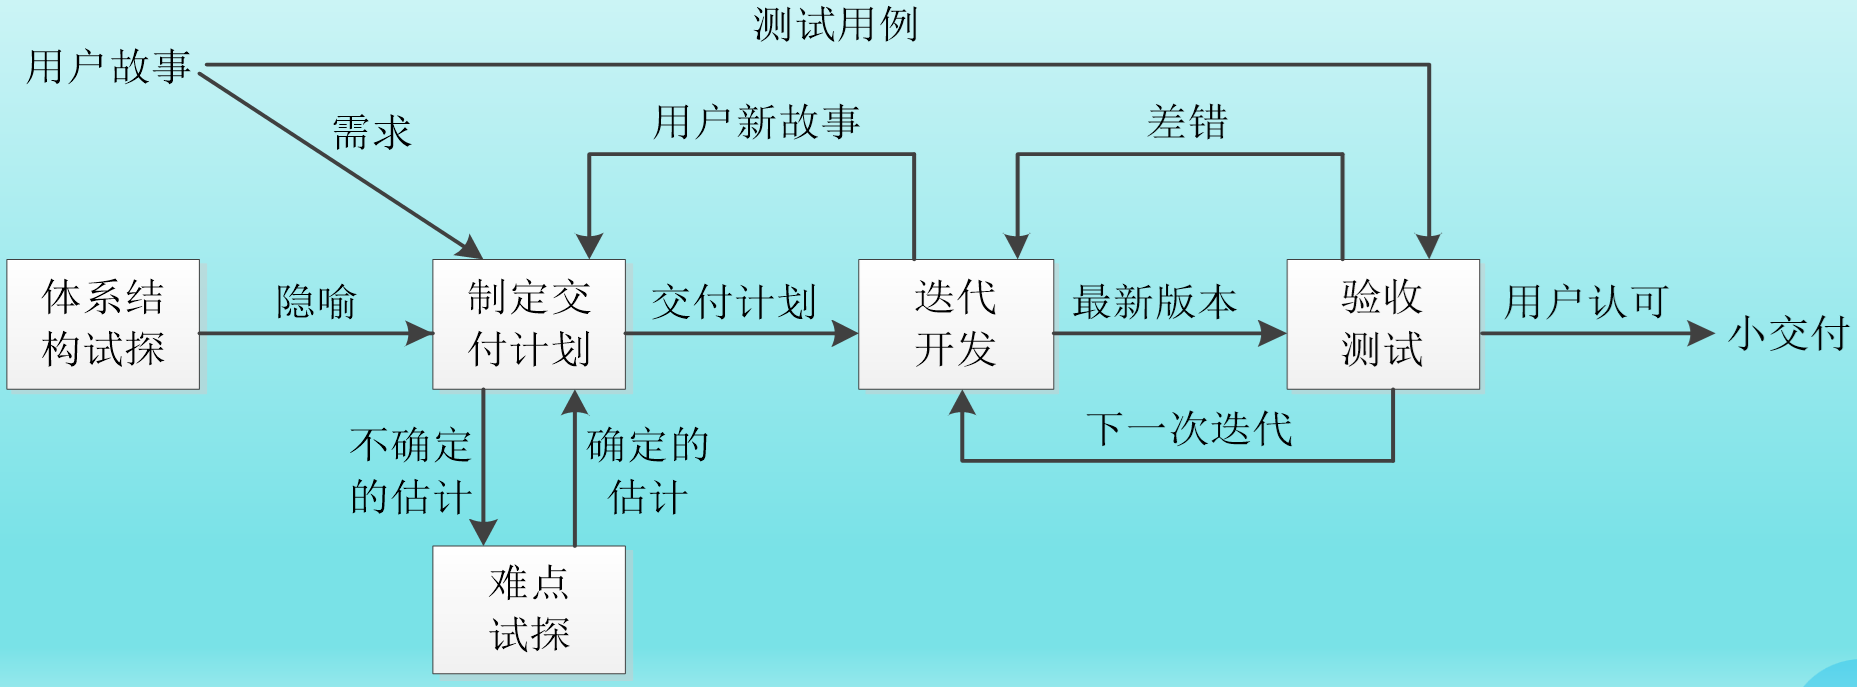 测试用例
用户故事
需求
用户新故事
差错
体系结
构试探
隐喻
制定交
付计划
交付计划
迭代
开发
最新版本
验收
测试
用户认可
小交付
不确定
的估计
确定的
估计
下一次迭代
难点
试探